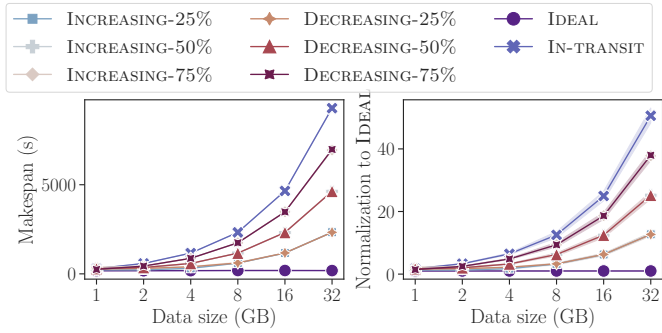 INCREASING-25% DECREASING-25% IDEAL
INCREASING-50% DECREASING-50% IN-TRANSIT
INCREASING-75% DECREASING-75%
Makespan (s)
5000
0
1 2 4 8 16 32
Data size (GB)
Normalization to IDEAL
40
20
0
1 2 4 8 16 32
Data size (GB)